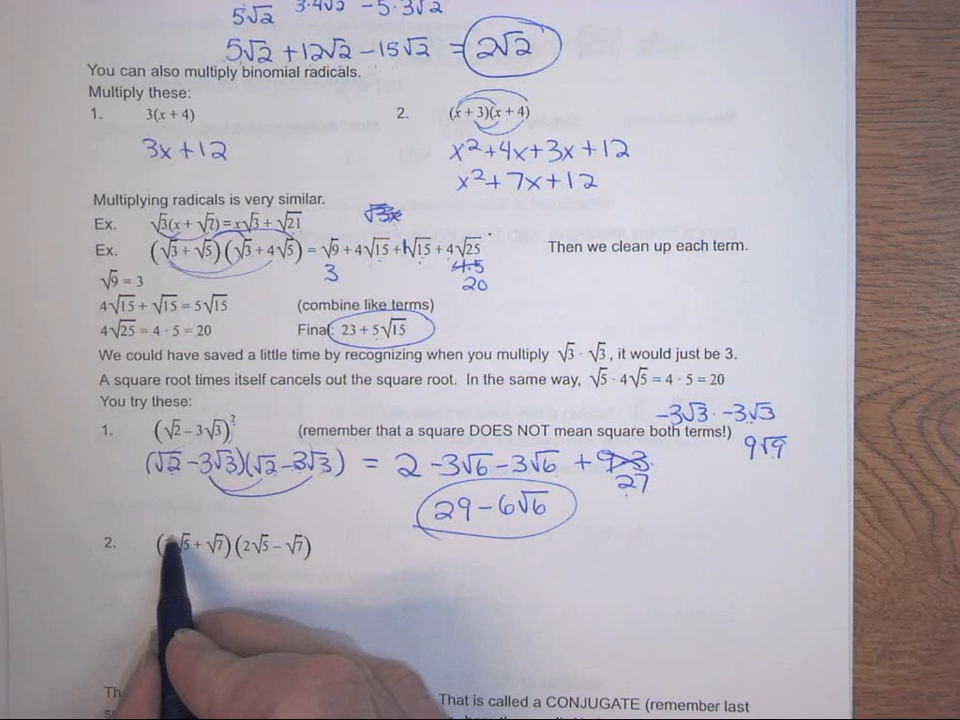 5√2 3·4√2 -5·3√2
5√2 + 12√2 - 15√2 = 2√2
You can also multiply binomial radicals.
Multiply these:
1. 3(x + 4) 2. (x + 3)(x + 4)
3x + 12 x² + 4x + 3x + 12
x² + 7x + 12
Multiplying radicals is very similar.
√3x
Ex. √3(x + √7) = x√3 + √21
Ex. (√3 + √5)(√3 + 4√5) = √9 + 4√15 + 1√15 + 4√25 Then we clean up each term.
3 4·5
√9 = 3 20
4√15 + √15 = 5√15 (combine like terms)
4√25 = 4 · 5 = 20 Final: 23 + 5√15
We could have saved a little time by recognizing when you multiply √3 · √3, it would just be 3.
A square root times itself cancels out the square root. In the same way, √5 · 4√5 = 4 · 5 = 20
You try these:
-3√3 · -3√3
1. (√2 - 3√3)² (remember that a square DOES NOT mean square both terms!)
9√9
(√2 - 3√3)(√2 - 3√3) = 2 - 3√6 - 3√6 + 9·3
27
29 - 6√6
2. (√5 + √7)(2√5 - √7)
Th That is called a CONJUGATE (remember last